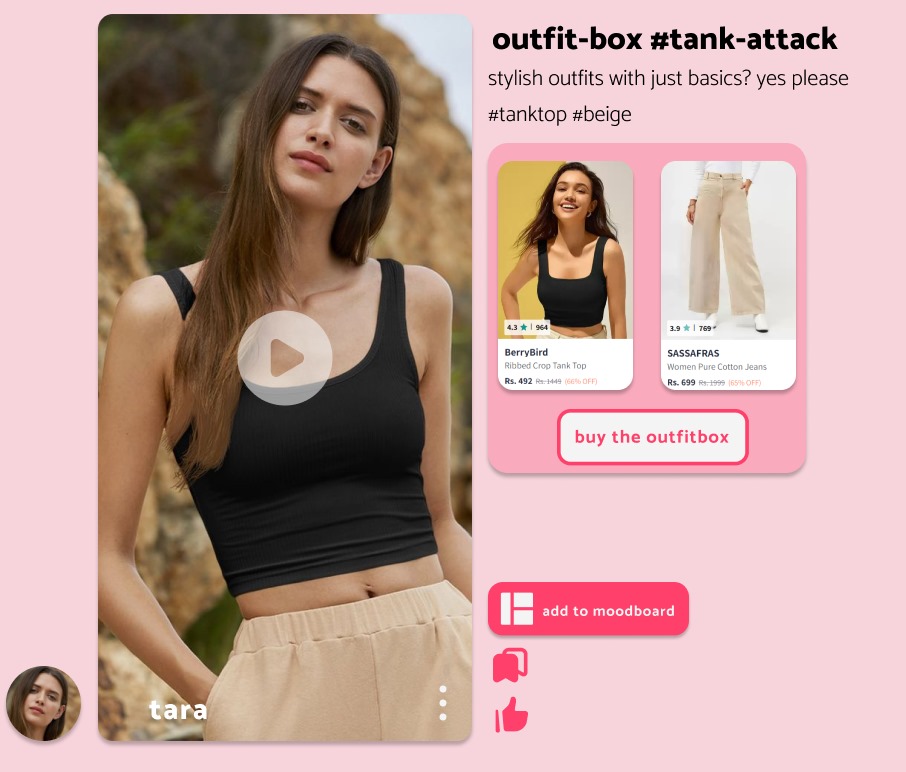 outfit-box #tank-attack
stylish outfits with just basics? yes please
#tanktop #beige
4.3 ★ | 964
BerryBird
Ribbed Crop Tank Top
Rs. 492 Rs. 1449 (66% OFF)
3.9 ★ | 769
SASSAFRAS
Women Pure Cotton Jeans
Rs. 699 Rs. 1999 (65% OFF)
buy the outfitbox
add to moodboard
tara